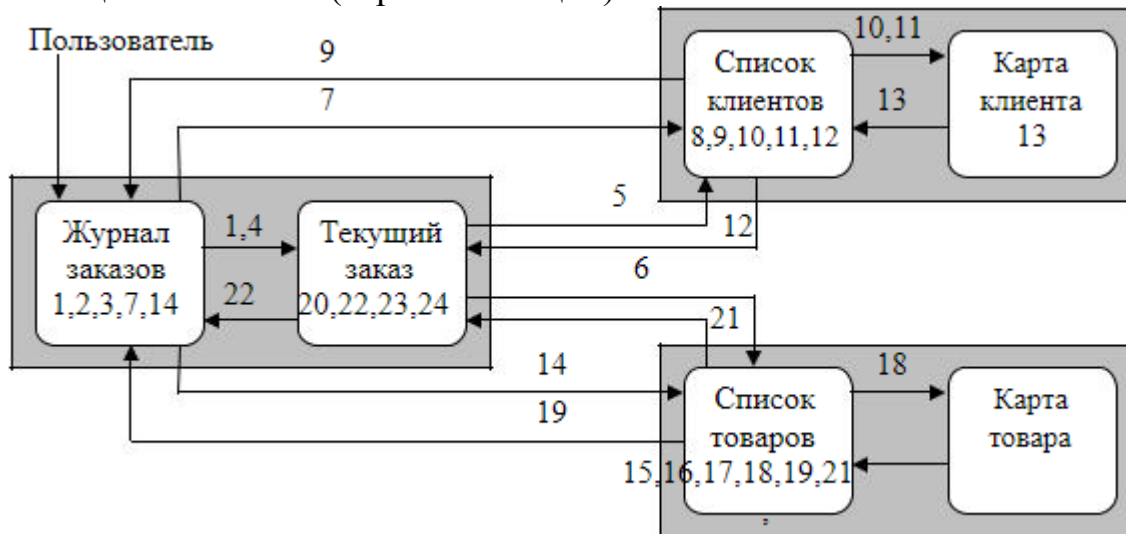 Пользователь
9
7
Список
клиентов
8,9,10,11,12
10,11
13
Карта
клиента
13
Журнал
заказов
1,2,3,7,14
1,4
22
Текущий
заказ
20,22,23,24
5
12
6
21
14
19
Список
товаров
15,16,17,18,19,21
,
18
Карта
товара